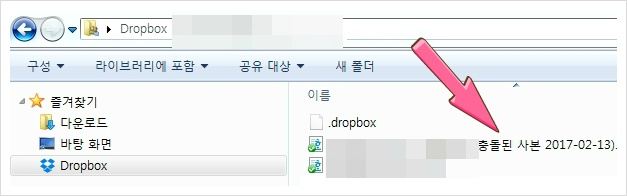 Dropbox
구성
라이브러리에 포함
공유 대상
새 폴더
즐겨찾기
다운로드
바탕 화면
Dropbox
이름
.dropbox
충돌된 사본 2017-02-13).